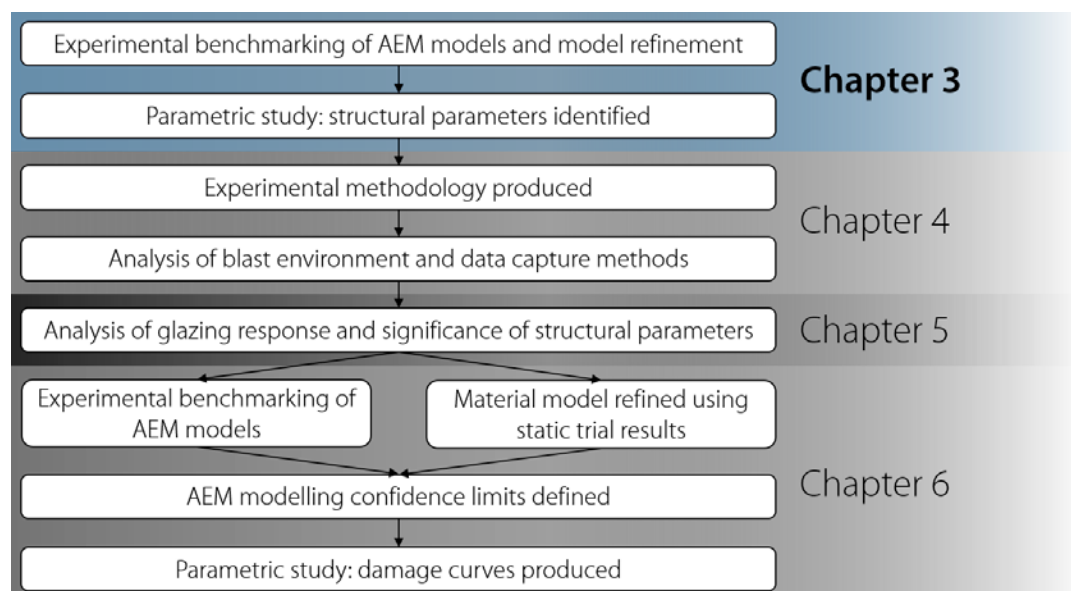 Experimental benchmarking of AEM models and model refinement
Chapter 3
Parametric study: structural parameters identified
Experimental methodology produced
Chapter 4
Analysis of blast environment and data capture methods
Analysis of glazing response and significance of structural parameters
Chapter 5
Experimental benchmarking of
AEM models
Material model refined using
static trial results
Chapter 6
AEM modelling confidence limits defined
Parametric study: damage curves produced